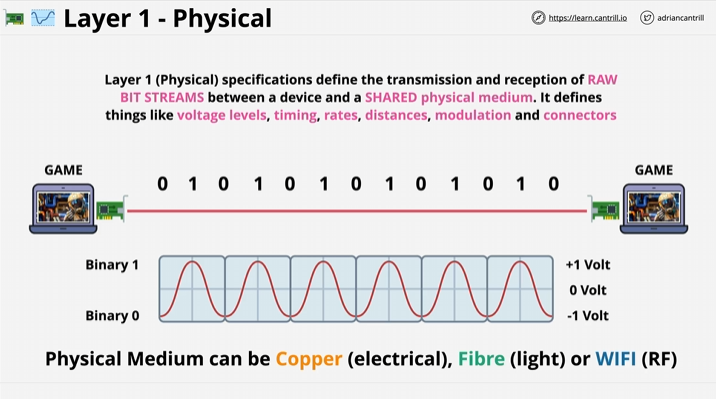 Layer 1 - Physical
https://learn.cantrill.io
adriancantrill
Layer 1 (Physical) specifications define the transmission and reception of RAW
BIT STREAMS between a device and a SHARED physical medium. It defines
things like voltage levels, timing, rates, distances, modulation and connectors
GAME
GAME
0 1 0 1 0 1 0 1 0 1 0 1 0
Binary 1
+1 Volt
0 Volt
Binary 0
-1 Volt
Physical Medium can be Copper (electrical), Fibre (light) or WIFI (RF)